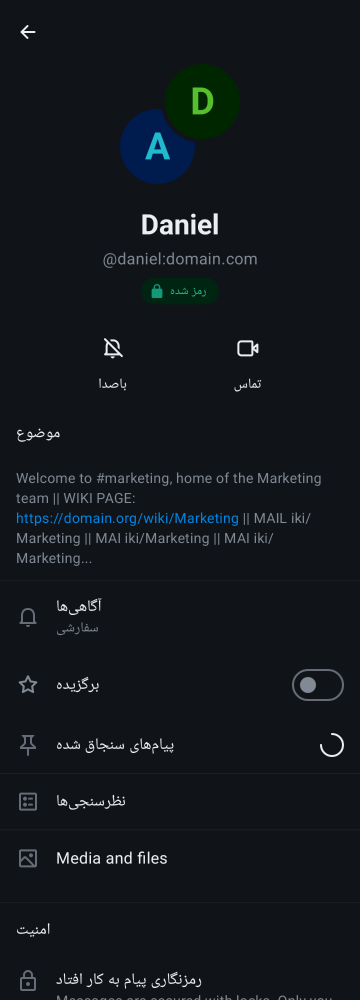 D
A
Daniel
@daniel:domain.com
رمز شده
باصدا
تماس
موضوع
Welcome to #marketing, home of the Marketing
team || WIKI PAGE:
https://domain.org/wiki/Marketing || MAIL iki/
Marketing || MAI iki/Marketing || MAI iki/
Marketing...
آگاهی‌ها
سفارشی
برگزیده
پیام‌های سنجاق شده
نظرسنجی‌ها
Media and files
امنیت
رمزنگاری پیام به کار افتاد
Messages are secured with locks. Only you